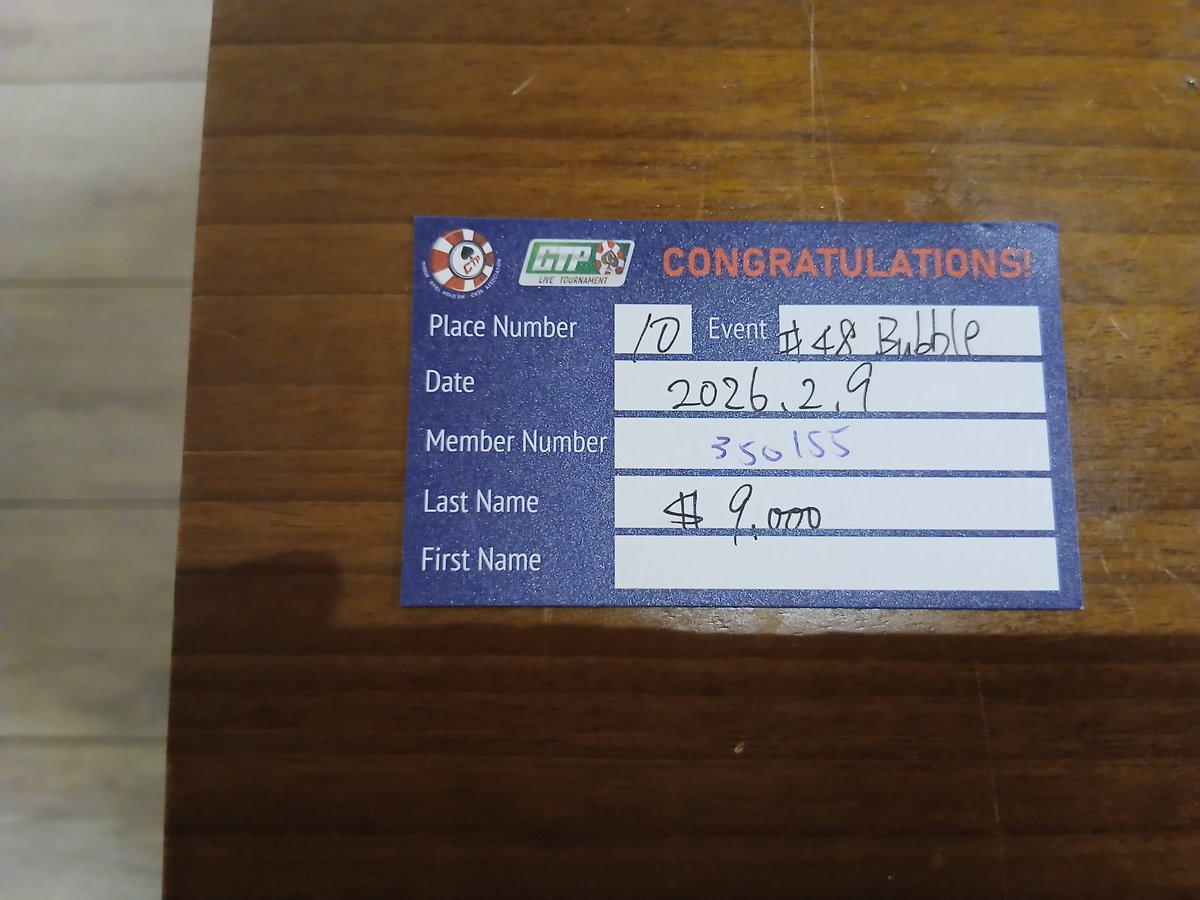 CTP
CTP
LIVE TOURNAMENT
CONGRATULATIONS!
Place Number 10 Event #48 Bubble
Date 2026.2.9
Member Number 350155
Last Name $ 9.000
First Name